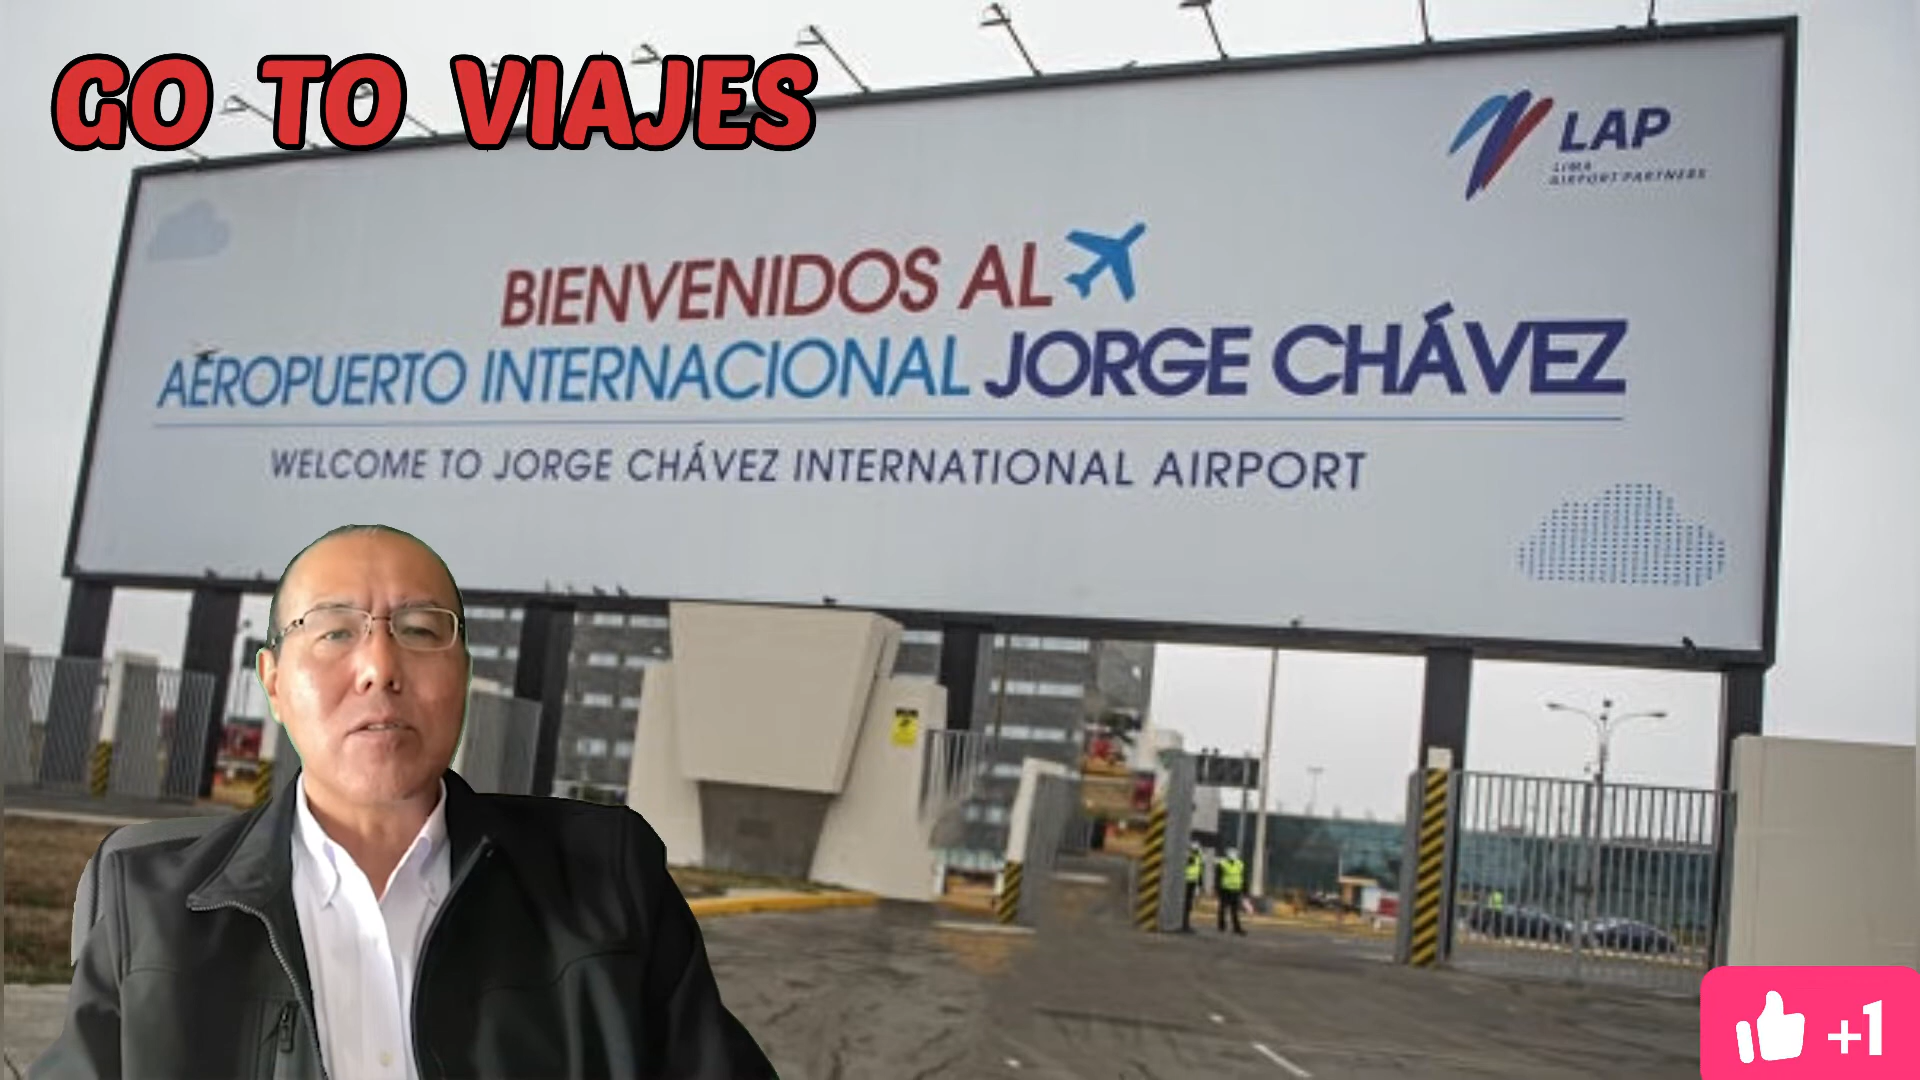 GO TO VIAJES
LAP
LIMA
AIRPORT PARTNERS
BIENVENIDOS AL
AEROPUERTO INTERNACIONAL JORGE CHÁVEZ
WELCOME TO JORGE CHÁVEZ INTERNATIONAL AIRPORT
+1